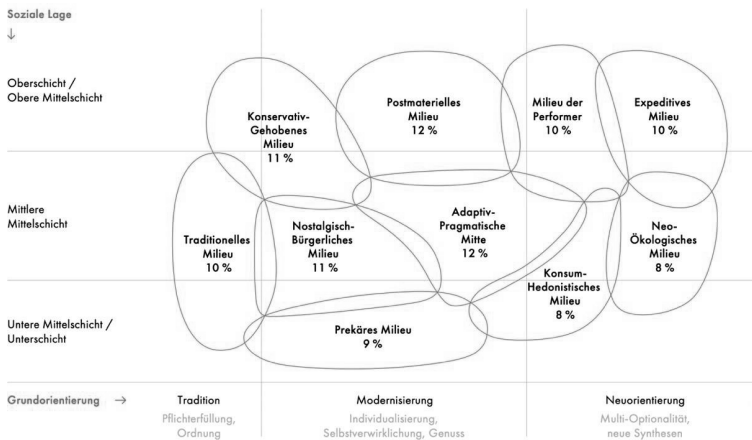 Soziale Lage
↓
Oberschicht /
Obere Mittelschicht
Konservativ-
Gehobenes
Milieu
11 %
Postmaterielles
Milieu
12 %
Milieu der
Performer
10 %
Expeditives
Milieu
10 %
Mittlere
Mittelschicht
Traditionelles
Milieu
10 %
Nostalgisch-
Bürgerliches
Milieu
11 %
Adaptiv-
Pragmatische
Mitte
12 %
Konsum-
Hedonistisches
Milieu
8 %
Neo-
Ökologisches
Milieu
8 %
Untere Mittelschicht /
Unterschicht
Prekäres Milieu
9 %
Grundorientierung →
Tradition
Pflichterfüllung,
Ordnung
Modernisierung
Individualisierung,
Selbstverwirklichung, Genuss
Neuorientierung
Multi-Optionalität,
neue Synthesen